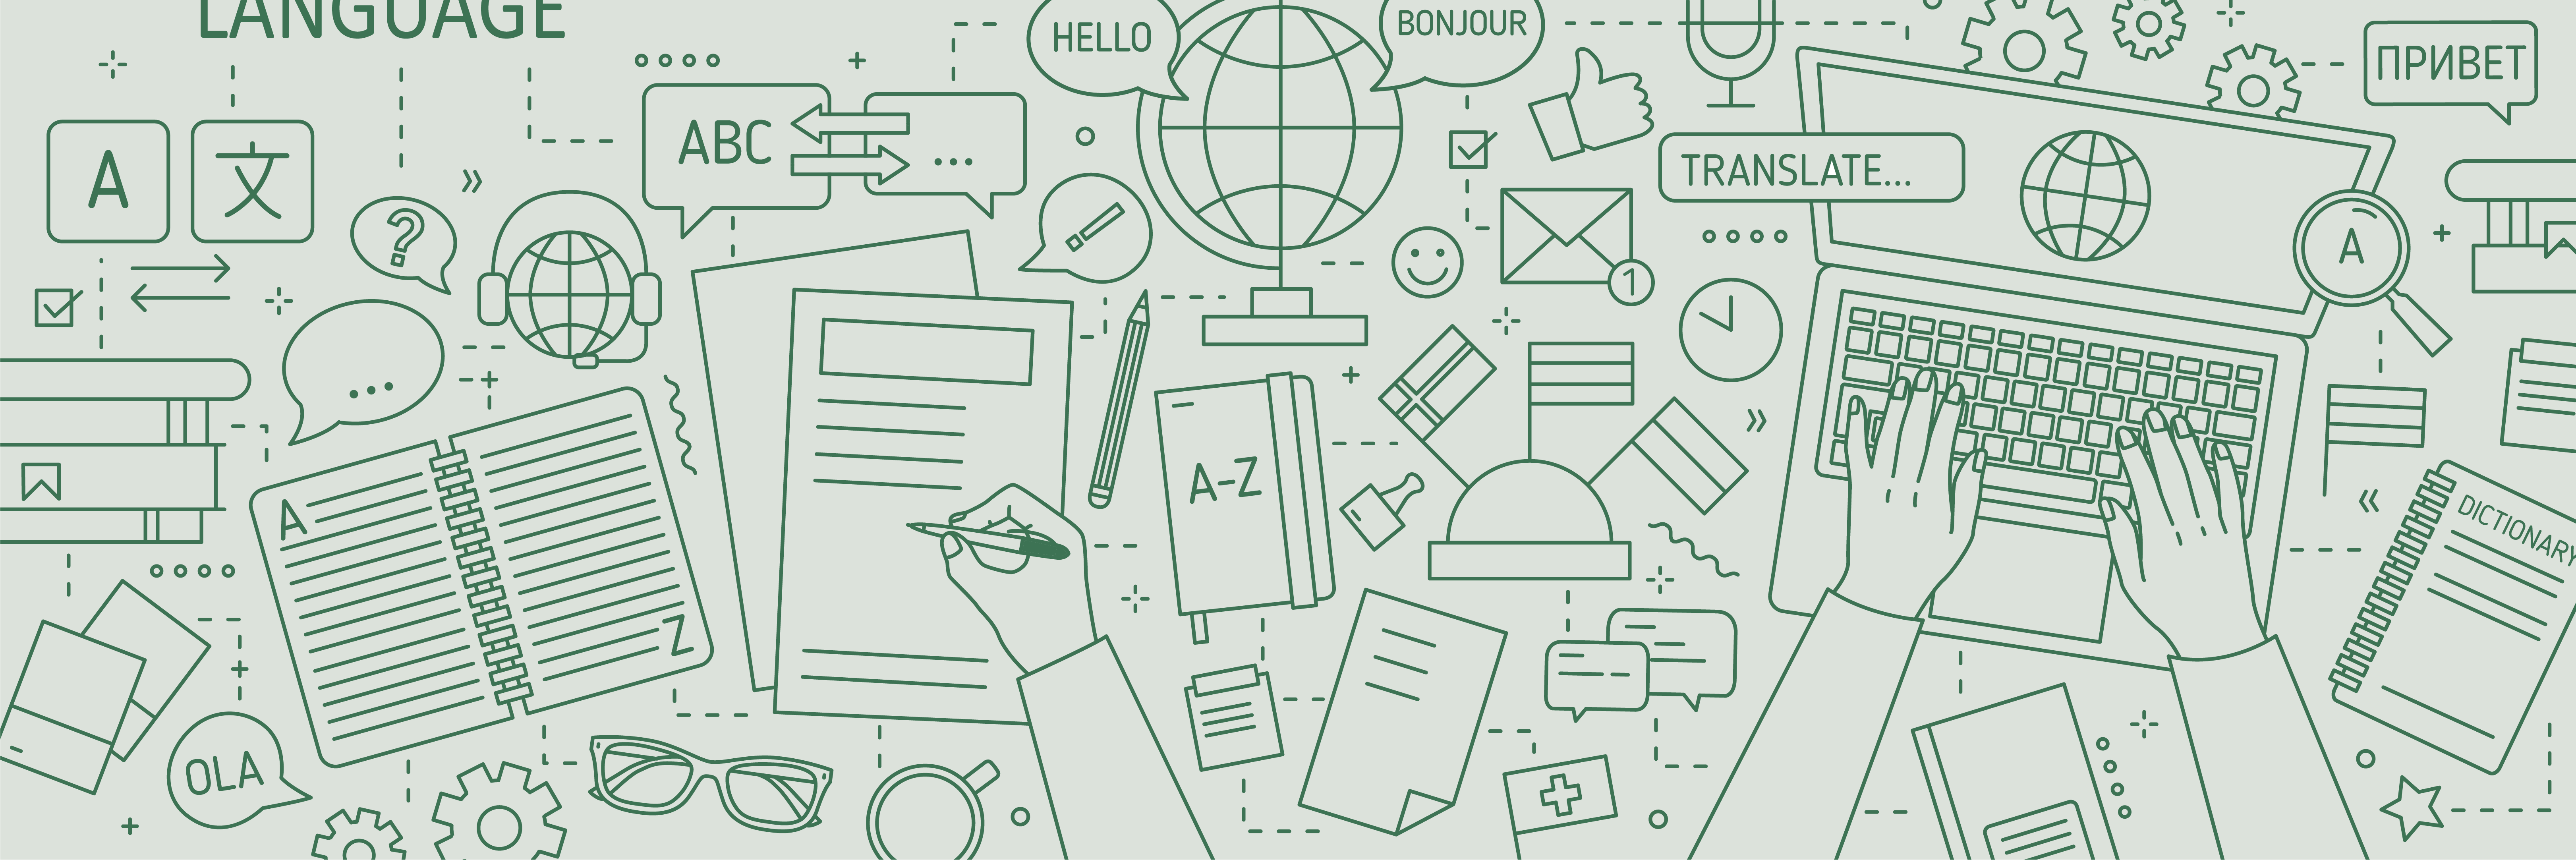 LANGUAGE
HELLO
BONJOUR
ПРИВЕТ
ABC
...
A
文
TRANSLATE...
?
!
A
1
...
A-Z
A
Z
DICTIONARY
OLA